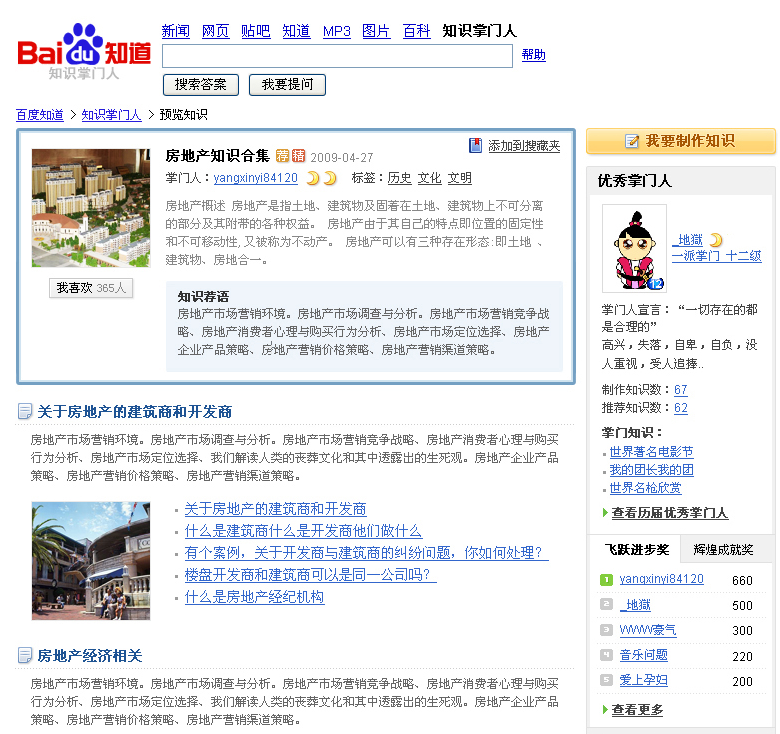 新闻 网页 贴吧 知道 MP3 图片 百科 知识掌门人
Bai du 知道
知识掌门人
帮助
搜索答案 我要提问
百度知道 > 知识掌门人 > 预览知识
房地产知识合集 荐 精 2009-04-27
添加到搜藏夹
掌门人：yangxinyi84120 标签：历史 文化 文明
房地产概述 房地产是指土地、建筑物及固着在土地、建筑物上不可分离
的部分及其附带的各种权益。 房地产由于其自己的特点即位置的固定性
和不可移动性,又被称为不动产。 房地产可以有三种存在形态:即土地 、
建筑物、房地合一。
我喜欢 365人
知识荐语
房地产市场营销环境。房地产市场调查与分析。房地产市场营销竞争战
略、房地产消费者心理与购买行为分析、房地产市场定位选择、房地产
企业产品策略、房地产营销价格策略、房地产营销渠道策略。
关于房地产的建筑商和开发商
房地产市场营销环境。房地产市场调查与分析。房地产市场营销竞争战略、房地产消费者心理与购买
行为分析、房地产市场定位选择、我们解读人类的丧葬文化和其中透露出的生死观。房地产企业产品
策略、房地产营销价格策略、房地产营销渠道策略。
关于房地产的建筑商和开发商
什么是建筑商什么是开发商他们做什么
有个案例，关于开发商与建筑商的纠纷问题，你如何处理？
楼盘开发商和建筑商可以是同一公司吗？
什么是房地产经纪机构
房地产经济相关
房地产市场营销环境。房地产市场调查与分析。房地产市场营销竞争战略、房地产消费者心理与购买
行为分析、房地产市场定位选择、我们解读人类的丧葬文化和其中透露出的生死观。房地产企业产品
策略、房地产营销价格策略、房地产营销渠道策略。
我要制作知识
优秀掌门人
_地嶽
一派掌门 十二级
12
掌门人宣言：“一切存在的都
是合理的”
高兴，失落，自卑，自负，没
人重视，受人追捧..
制作知识数：67
推荐知识数：62
掌门知识：
世界著名电影节
我的团长我的团
世界名枪欣赏
查看历届优秀掌门人
飞跃进步奖 辉煌成就奖
1 yangxinyi84120 660
2 _地嶽 500
3 WWW豪气 300
4 音乐问题 220
5 爱上孕妇 200
查看更多